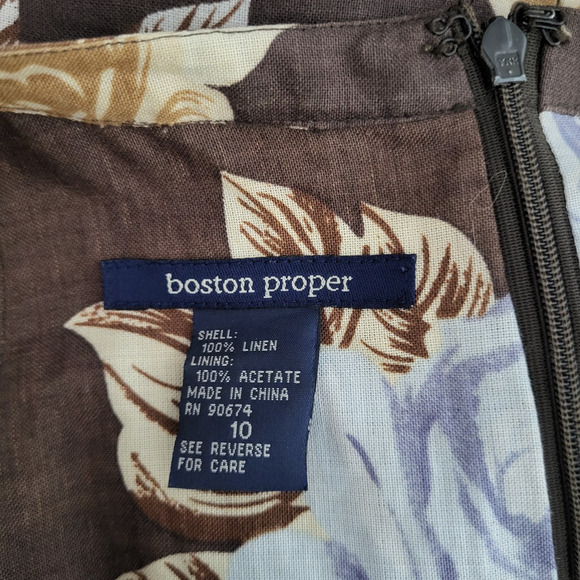 boston proper
SHELL:
100% LINEN
LINING:
100% ACETATE
MADE IN CHINA
RN 90674
10
SEE REVERSE
FOR CARE